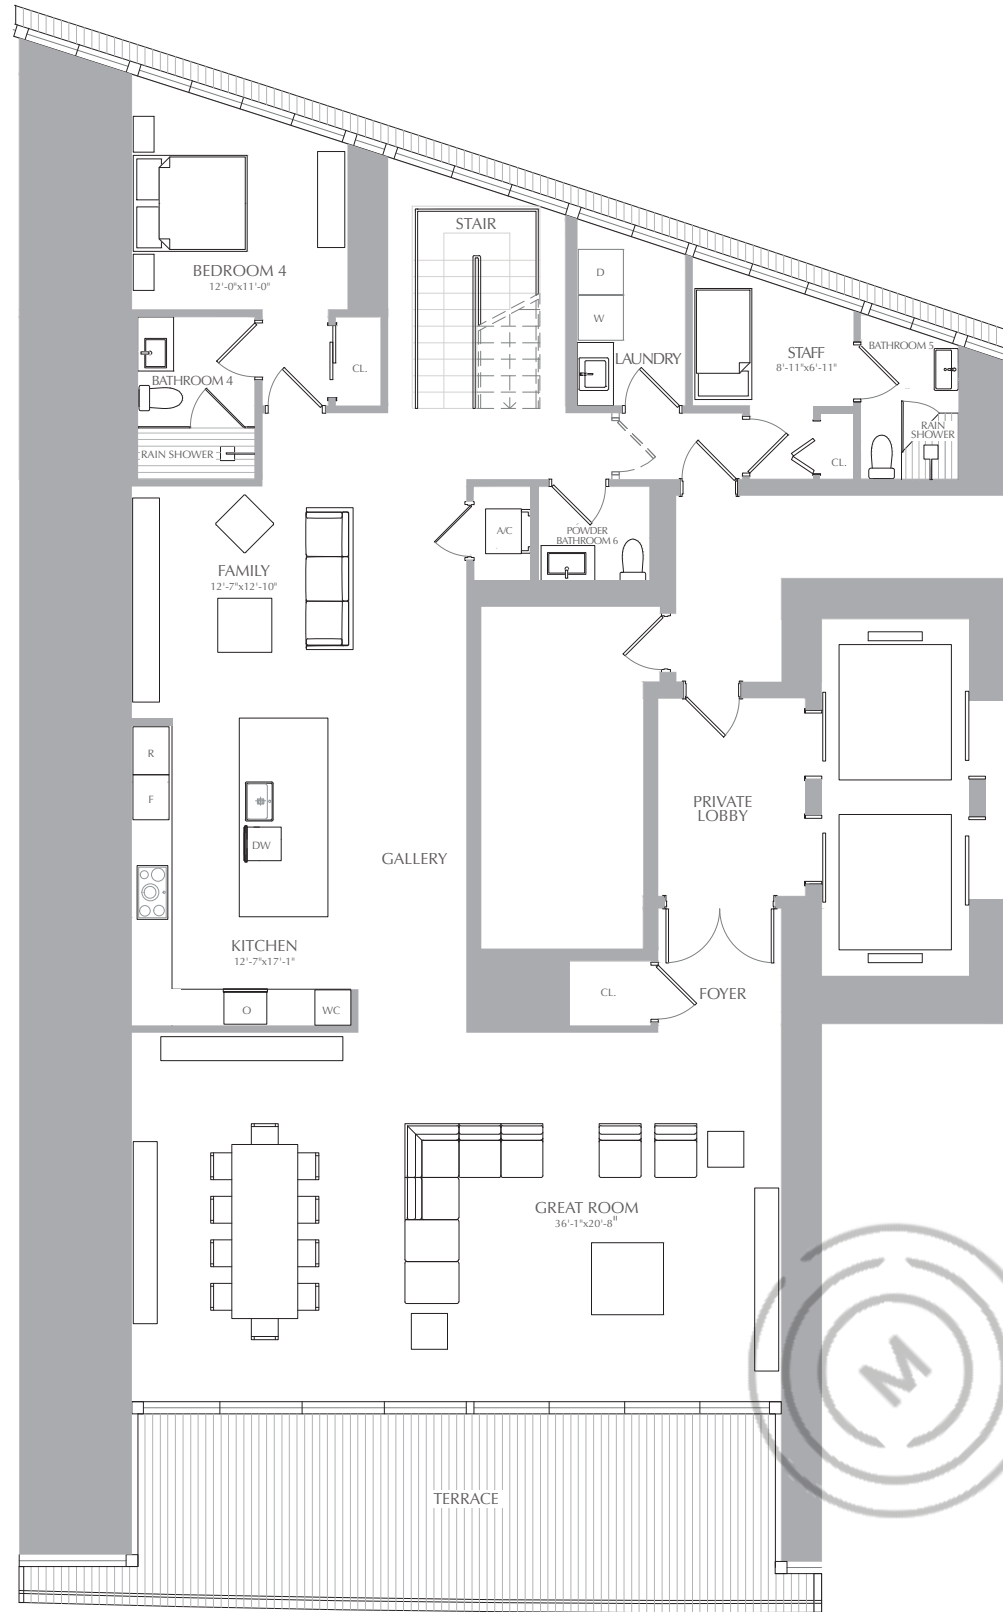 STAIR
BEDROOM 4
12'-0"x11'-0"
D
W
LAUNDRY
STAFF
8'-11"x6'-11"
BATHROOM 5
RAIN
SHOWER
CL.
CL.
BATHROOM 4
RAIN SHOWER
A/C
POWDER
BATHROOM 6
FAMILY
12'-7"x12'-10"
R
F
DW
PRIVATE
LOBBY
GALLERY
KITCHEN
12'-7"x17'-1"
O
WC
CL.
FOYER
GREAT ROOM
36'-1"x20'-8"
M
TERRACE